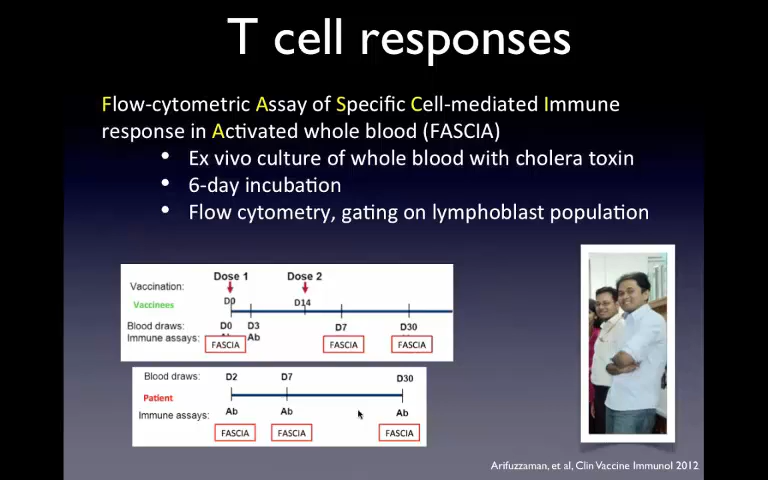 T cell responses
Flow-cytometric Assay of Specific Cell-mediated Immune
response in Activated whole blood (FASCIA)
• Ex vivo culture of whole blood with cholera toxin
• 6-day incubation
• Flow cytometry, gating on lymphoblast population
Dose 1 Dose 2
Vaccination:
Vaccinees D0 D14
Blood draws: D0 D3 D7 D30
Immune assays: Ab
FASCIA FASCIA FASCIA
Blood draws: D2 D7 D30
Patient
Immune assays: Ab Ab Ab
FASCIA FASCIA FASCIA
Arifuzzaman, et al, Clin Vaccine Immunol 2012